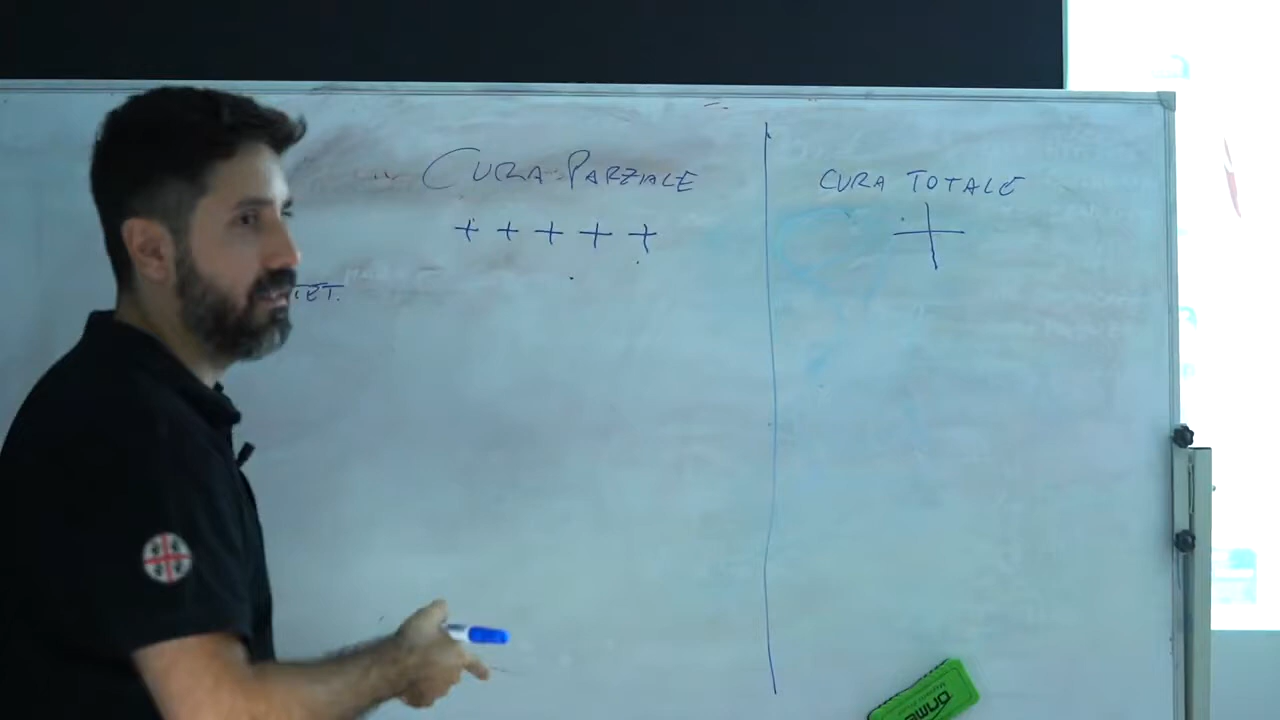 CURA PARZIALE
CURA TOTALE
+ + + + +
+